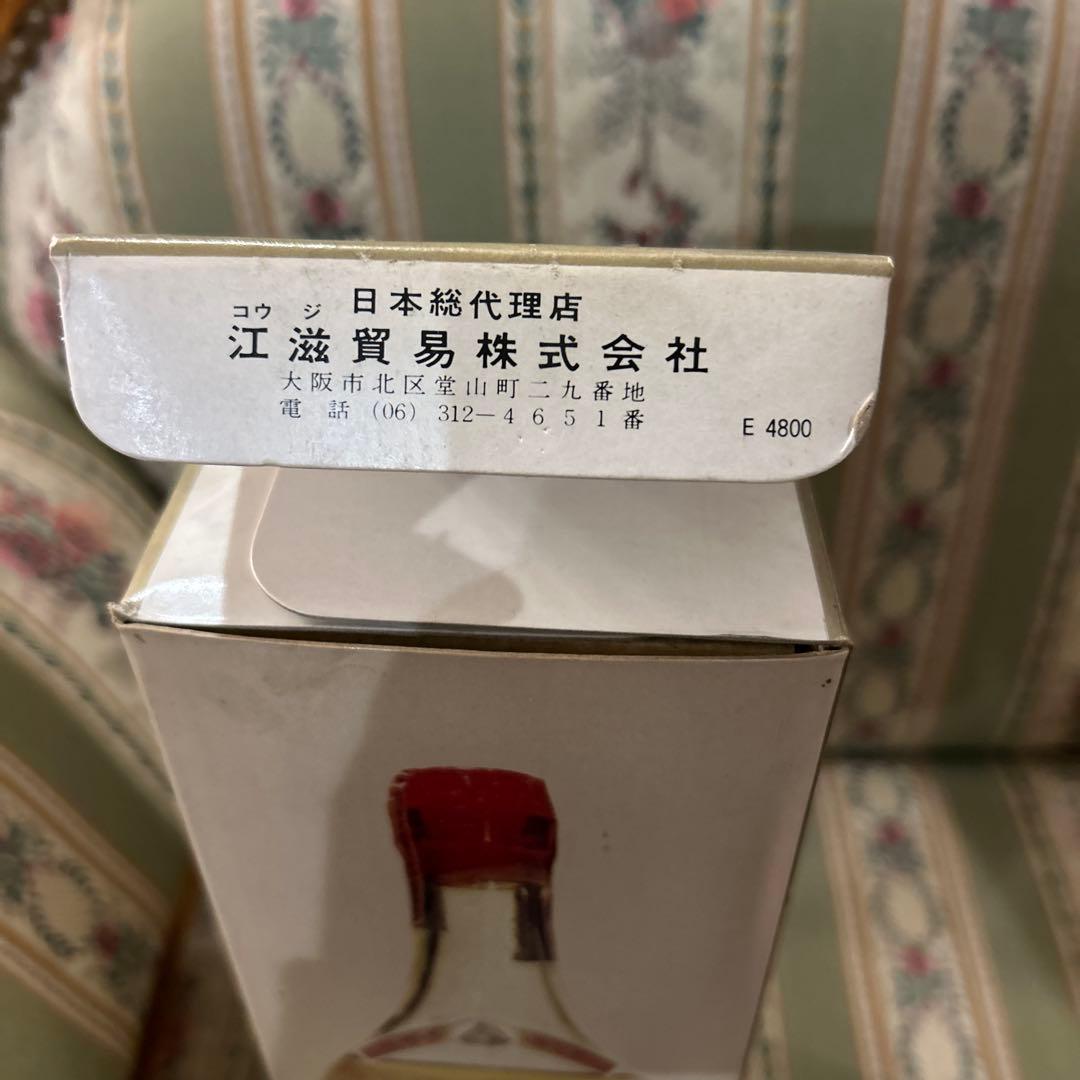 日本総代理店
コウ ジ
江滋貿易株式会社
大阪市北区堂山町二九番地
電話 (06) 312-4651番
E 4800